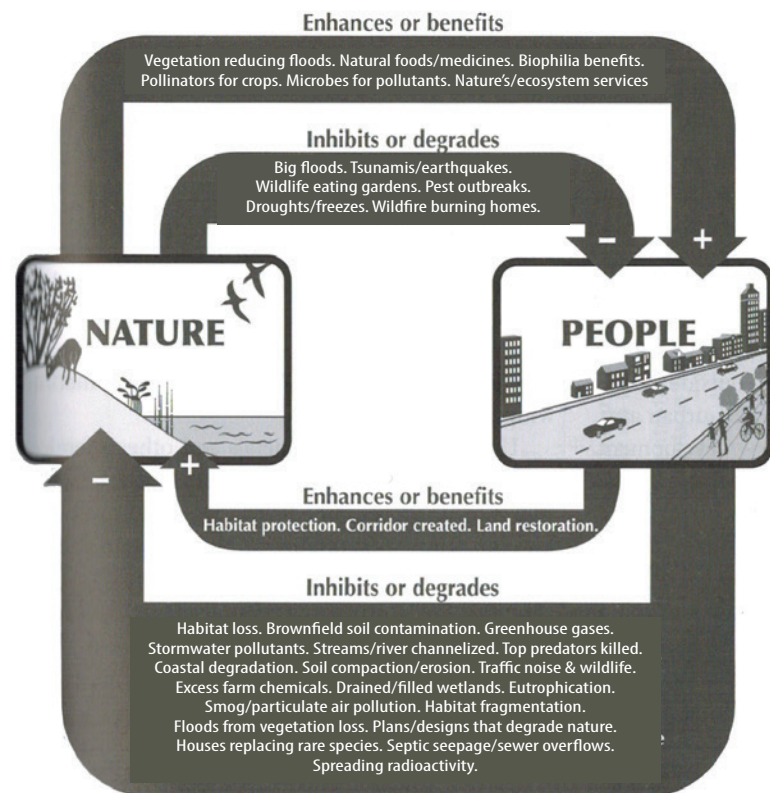 Enhances or benefits
Vegetation reducing floods. Natural foods/medicines. Biophilia benefits.
Pollinators for crops. Microbes for pollutants. Nature's/ecosystem services
Inhibits or degrades
Big floods. Tsunamis/earthquakes.
Wildlife eating gardens. Pest outbreaks.
Droughts/freezes. Wildfire burning homes.
– +
NATURE
PEOPLE
– +
Enhances or benefits
Habitat protection. Corridor created. Land restoration.
Inhibits or degrades
Habitat loss. Brownfield soil contamination. Greenhouse gases.
Stormwater pollutants. Streams/river channelized. Top predators killed.
Coastal degradation. Soil compaction/erosion. Traffic noise & wildlife.
Excess farm chemicals. Drained/filled wetlands. Eutrophication.
Smog/particulate air pollution. Habitat fragmentation.
Floods from vegetation loss. Plans/designs that degrade nature.
Houses replacing rare species. Septic seepage/sewer overflows.
Spreading radioactivity.